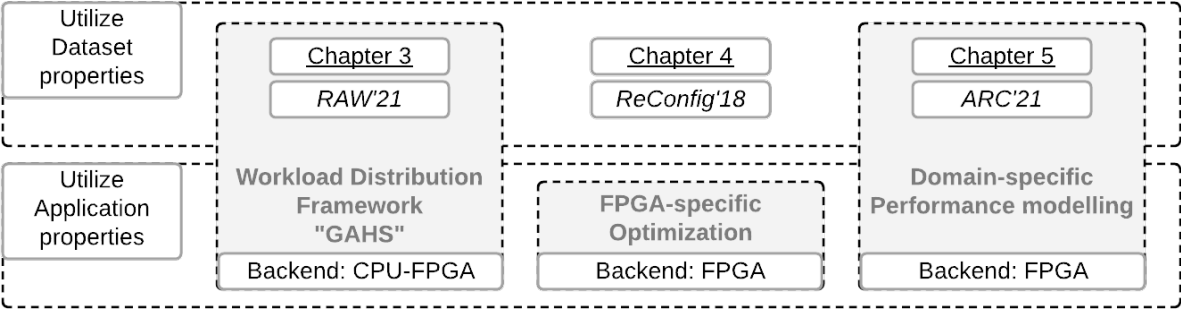 Utilize
Dataset
properties
Chapter 3
RAW'21
Chapter 4
ReConfig'18
Chapter 5
ARC'21
Utilize
Application
properties
Workload Distribution
Framework
"GAHS"
Backend: CPU-FPGA
FPGA-specific
Optimization
Backend: FPGA
Domain-specific
Performance modelling
Backend: FPGA